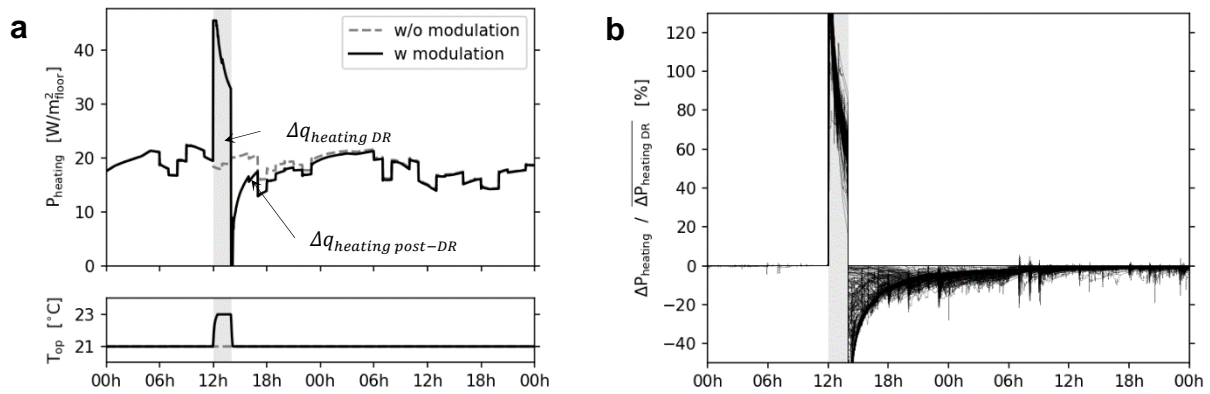 a
w/o modulation
w modulation
P_heating [W/m²_floor]
40
30
20
10
0
Δq_heating DR
Δq_heating post−DR
T_op [°C]
23
21
00h 06h 12h 18h 00h 06h 12h 18h 00h
b
ΔP_heating / ΔP_heating DR [%]
120
100
80
60
40
20
0
−20
−40
00h 06h 12h 18h 00h 06h 12h 18h 00h